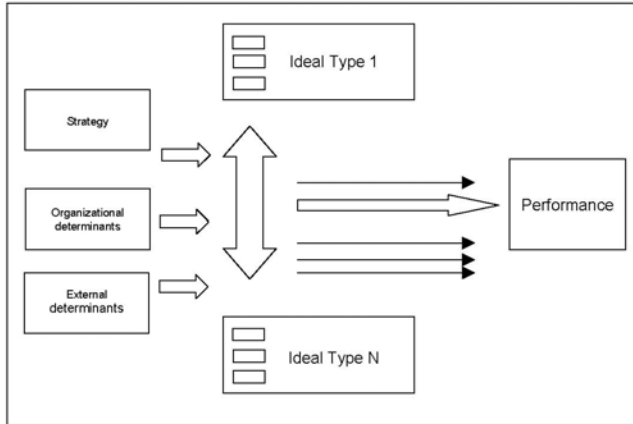 Ideal Type 1
Strategy
Organizational
determinants
Performance
External
determinants
Ideal Type N